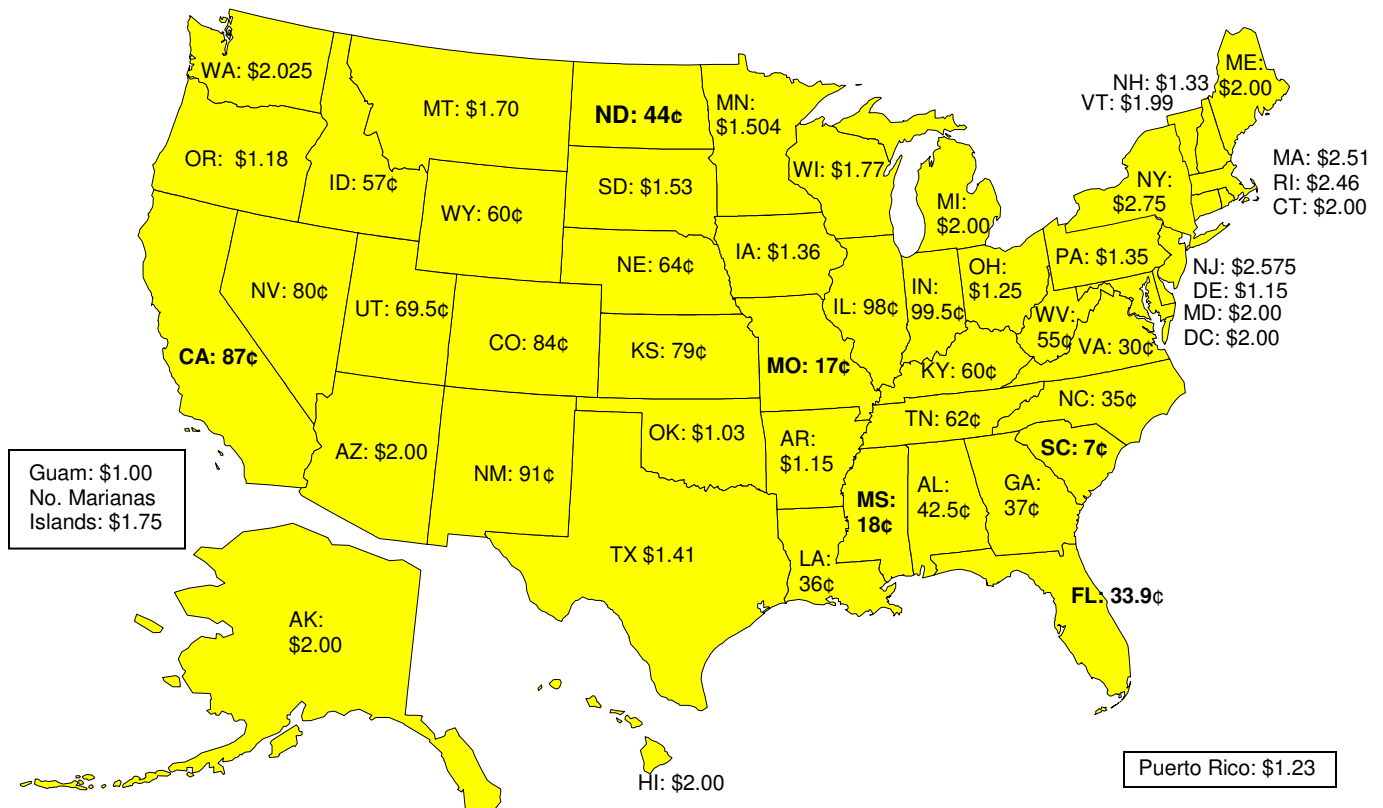 WA: $2.025
MT: $1.70
ND: 44¢
MN:
$1.504
NH: $1.33
VT: $1.99
ME:
$2.00
OR: $1.18
ID: 57¢
WY: 60¢
SD: $1.53
WI: $1.77
MI:
$2.00
NY:
$2.75
MA: $2.51
RI: $2.46
CT: $2.00
NV: 80¢
UT: 69.5¢
CO: 84¢
NE: 64¢
KS: 79¢
IA: $1.36
IL: 98¢
IN:
99.5¢
OH:
$1.25
PA: $1.35
NJ: $2.575
DE: $1.15
MD: $2.00
DC: $2.00
WV:
55¢
VA: 30¢
CA: 87¢
MO: 17¢
KY: 60¢
NC: 35¢
TN: 62¢
SC: 7¢
AZ: $2.00
NM: 91¢
OK: $1.03
AR:
$1.15
MS:
18¢
AL:
42.5¢
GA:
37¢
Guam: $1.00
No. Marianas
Islands: $1.75
TX $1.41
LA:
36¢
FL: 33.9¢
AK:
$2.00
HI: $2.00
Puerto Rico: $1.23